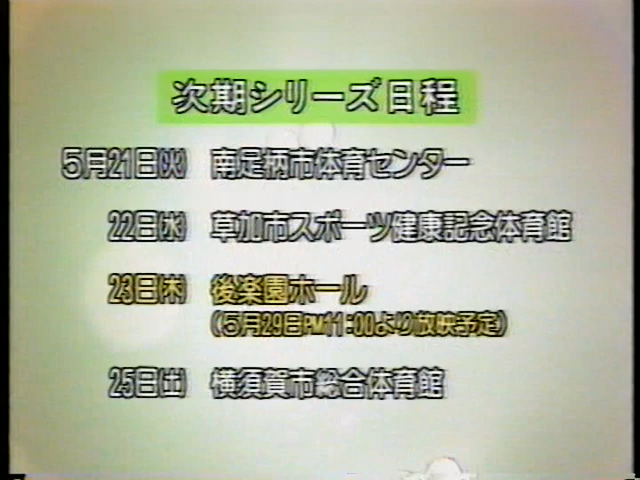 次期シリーズ日程
5月21日(火) 南足柄市体育センター
22日(水) 草加市スポーツ健康記念体育館
23日(木) 後楽園ホール
(5月29日PM11:00より放映予定)
25日(土) 横須賀市総合体育館